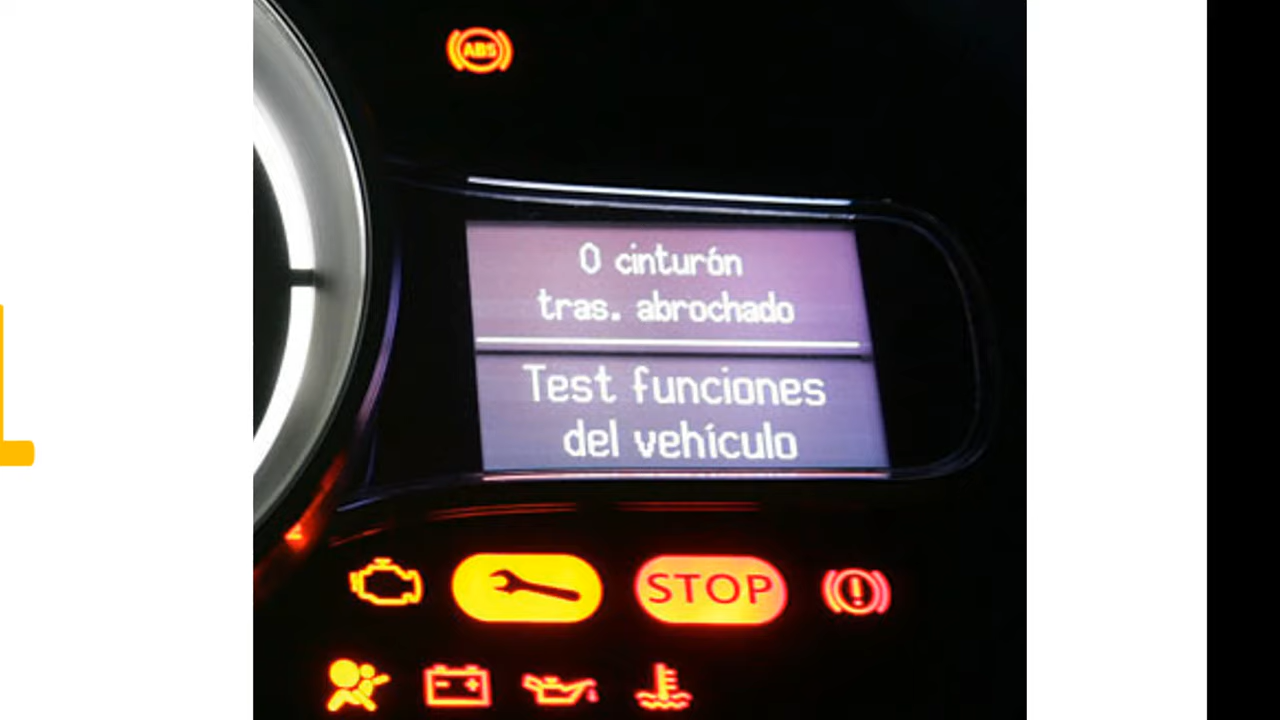 ABS
0 cinturón
tras. abrochado
Test funciones
del vehículo
STOP